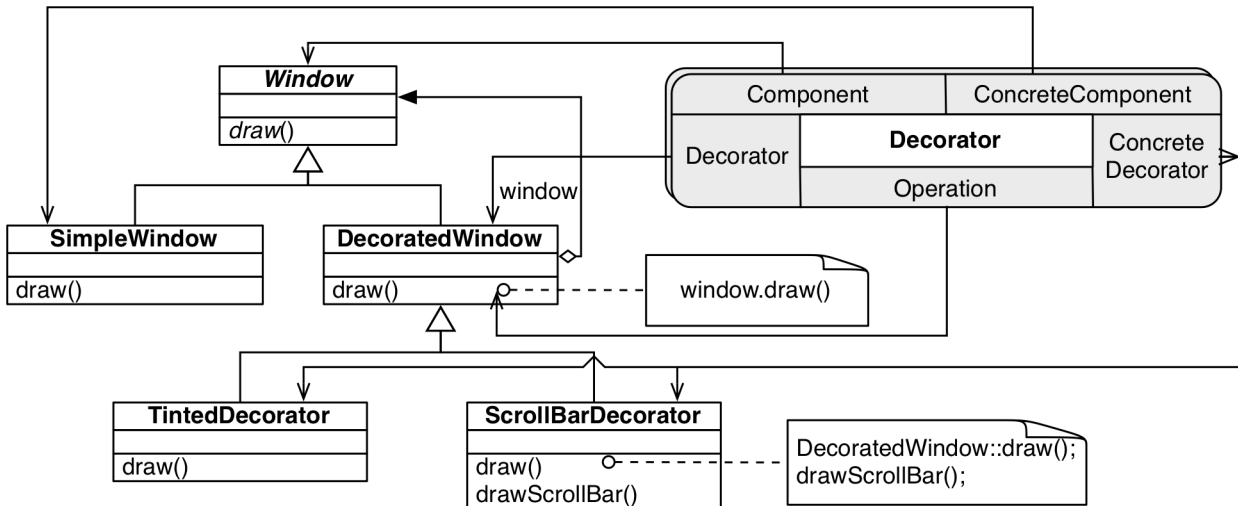 Window
draw()
Component
ConcreteComponent
Decorator
Decorator
Concrete
Decorator
Operation
window
SimpleWindow
draw()
DecoratedWindow
draw()
window.draw()
TintedDecorator
draw()
ScrollBarDecorator
draw()
drawScrollBar()
DecoratedWindow::draw();
drawScrollBar();